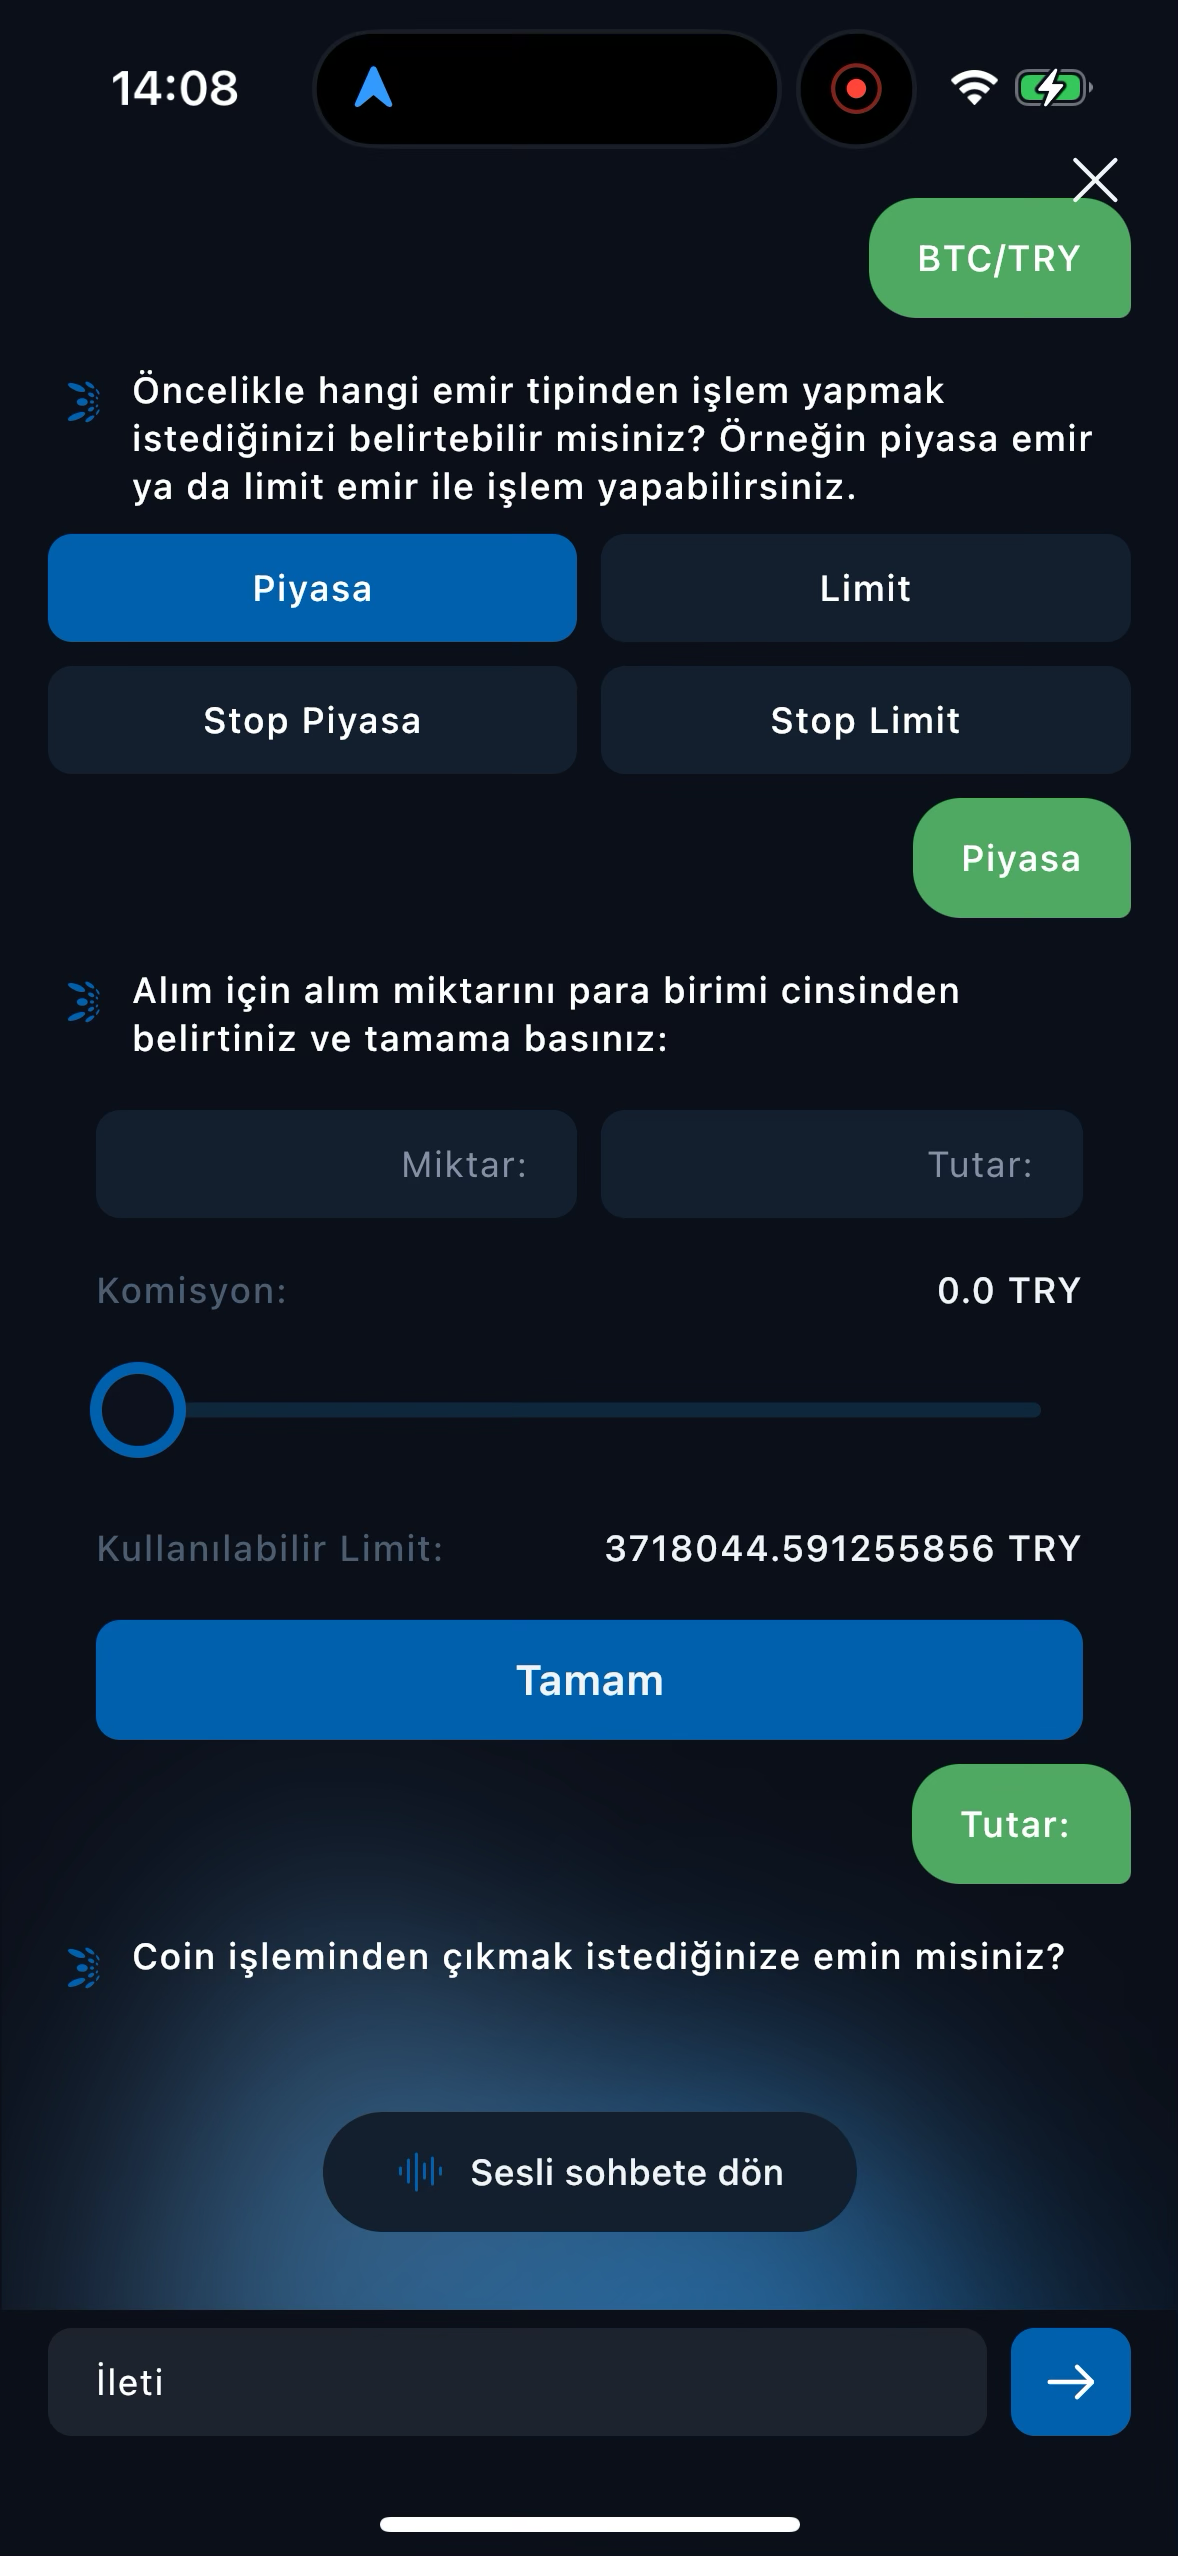 14:08
BTC/TRY
Öncelikle hangi emir tipinden işlem yapmak
istediğinizi belirtebilir misiniz? Örneğin piyasa emir
ya da limit emir ile işlem yapabilirsiniz.
Piyasa
Limit
Stop Piyasa
Stop Limit
Piyasa
Alım için alım miktarını para birimi cinsinden
belirtiniz ve tamama basınız:
Miktar:
Tutar:
Komisyon:
0.0 TRY
Kullanılabilir Limit:
3718044.591255856 TRY
Tamam
Tutar:
Coin işleminden çıkmak istediğinize emin misiniz?
Sesli sohbete dön
İleti